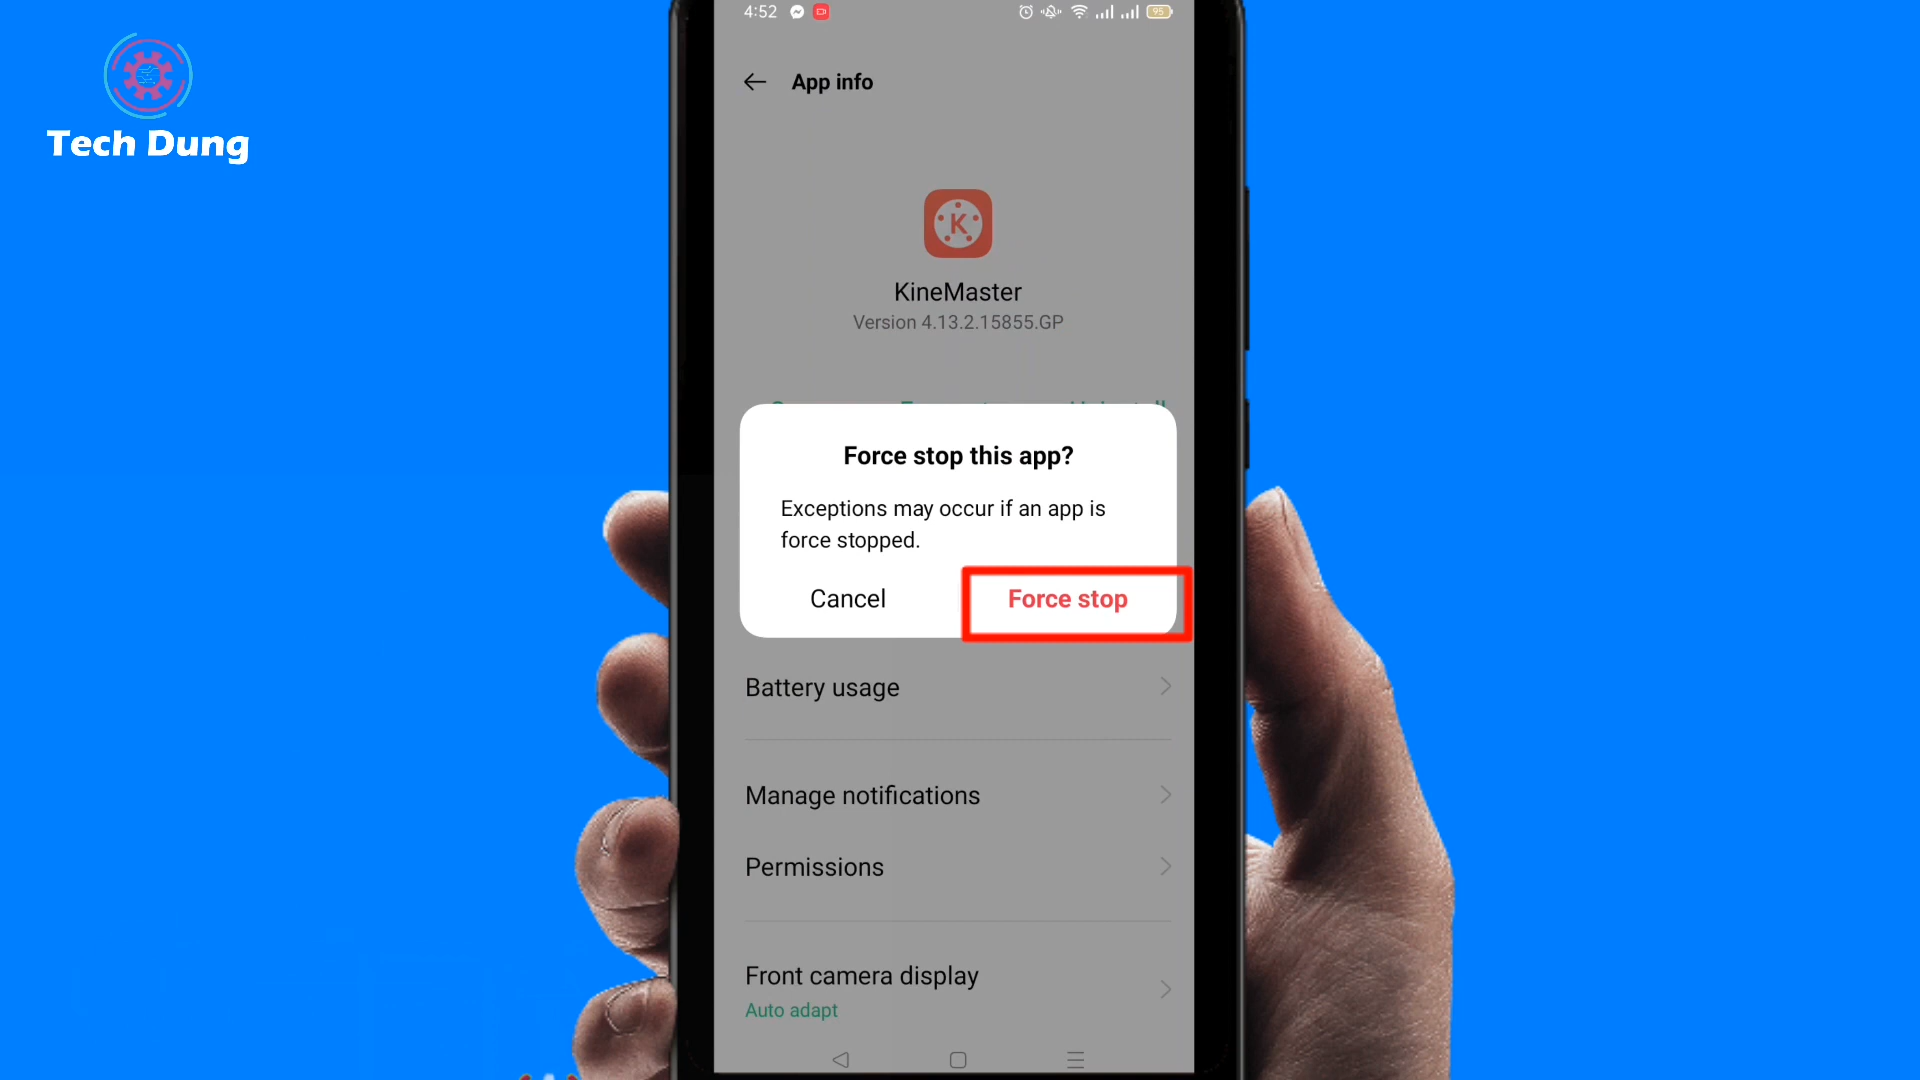 4:52
95
App info
Tech Dung
K
KineMaster
Version 4.13.2.15855.GP
Force stop this app?
Exceptions may occur if an app is
force stopped.
Cancel
Force stop
Battery usage
Manage notifications
Permissions
Front camera display
Auto adapt